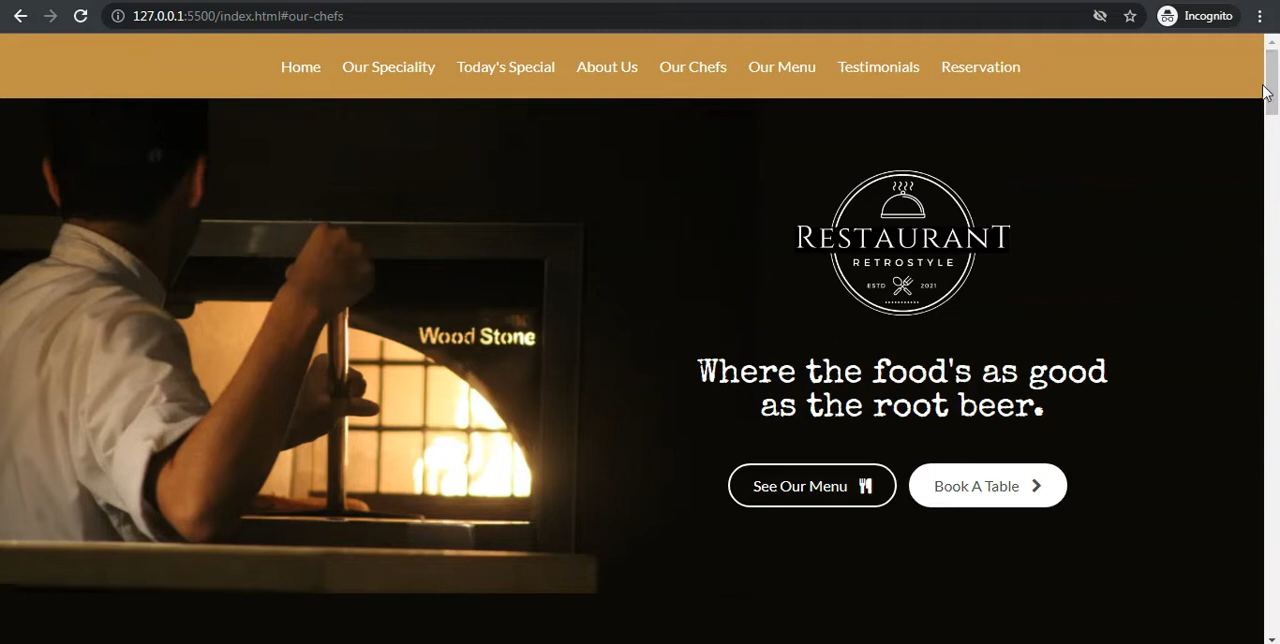 127.0.0.1:5500/index.html#our-chefs
Incognito
Home Our Speciality Today's Special About Us Our Chefs Our Menu Testimonials Reservation
RESTAURANT
RETROSTYLE
ESTD 2021
Wood Stone
Where the food's as good
as the root beer.
See Our Menu Book A Table